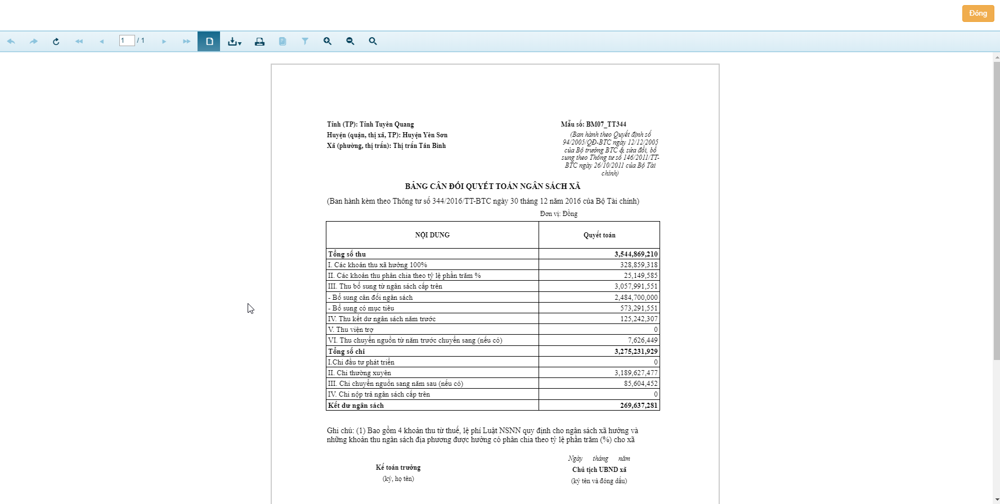 Đóng
1 / 1
Tỉnh (TP): Tỉnh Tuyên Quang
Huyện (quận, thị xã, TP): Huyện Yên Sơn
Xã (phường, thị trấn): Thị trấn Tân Bình
Mẫu số: BM07_TT344
(Ban hành theo Quyết định số
94/2005/QĐ-BTC ngày 12/12/2005
của Bộ trưởng BTC & sửa đổi, bổ
sung theo Thông tư số 146/2011/TT-
BTC ngày 26/10/2011 của Bộ Tài
chính)
BẢNG CÂN ĐỐI QUYẾT TOÁN NGÂN SÁCH XÃ
(Ban hành kèm theo Thông tư số 344/2016/TT-BTC ngày 30 tháng 12 năm 2016 của Bộ Tài chính)
Đơn vị: Đồng
NỘI DUNG Quyết toán
Tổng số thu 3,544,869,210
I. Các khoản thu xã hưởng 100% 328,859,318
II. Các khoản thu phân chia theo tỷ lệ phần trăm % 25,149,585
III. Thu bổ sung từ ngân sách cấp trên 3,057,991,551
- Bổ sung cân đối ngân sách 2,484,700,000
- Bổ sung có mục tiêu 573,291,551
IV. Thu kết dư ngân sách năm trước 125,242,307
V. Thu viện trợ 0
VI. Thu chuyển nguồn từ năm trước chuyển sang (nếu có) 7,626,449
Tổng số chi 3,275,231,929
I.Chi đầu tư phát triển 0
II. Chi thường xuyên 3,189,627,477
III. Chi chuyển nguồn sang năm sau (nếu có) 85,604,452
IV. Chi nộp trả ngân sách cấp trên 0
Kết dư ngân sách 269,637,281
Ghi chú: (1) Bao gồm 4 khoản thu từ thuế, lệ phí Luật NSNN quy định cho ngân sách xã hưởng và
những khoản thu ngân sách địa phương được hưởng có phân chia theo tỷ lệ phần trăm (%) cho xã
Ngày tháng năm
Kế toán trưởng
Chủ tịch UBND xã
(ký, họ tên)
(ký tên và đóng dấu)